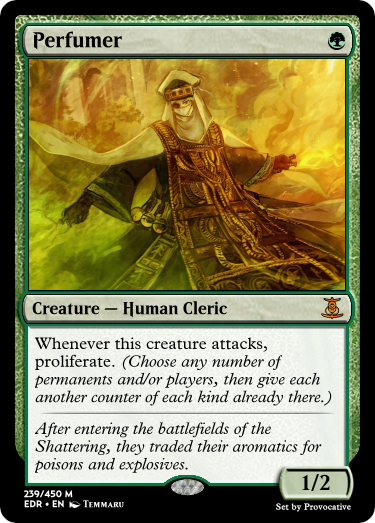 Perfumer
Creature — Human Cleric
Whenever this creature attacks,
proliferate. (Choose any number of
permanents and/or players, then give each
another counter of each kind already there.)
After entering the battlefields of the
Shattering, they traded their aromatics for
poisons and explosives.
1/2
239/450 M
EDR • EN Temmaru
Set by Provocative